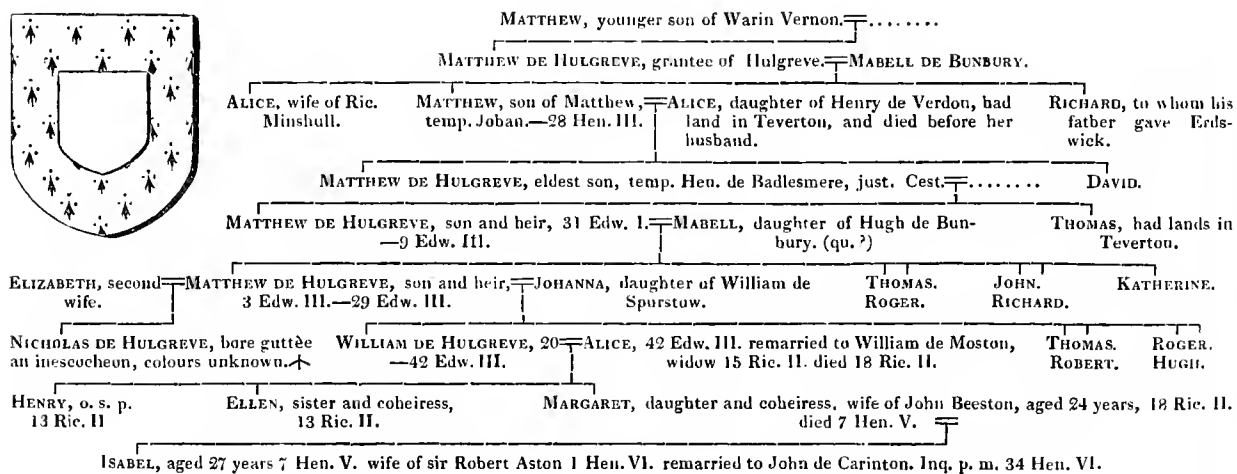 MATTHEW, younger son of Warin Vernon.=........
MATTHEW DE HULGREVE, grantee of Hulgreve.=MABELL DE BUNBURY.
ALICE, wife of Ric. Minshull.
MATTHEW, son of Matthew,
temp. Johan.—28 Hen. III.
=ALICE, daughter of Henry de Verdon, had
land in Teverton, and died before her
husband.
RICHARD, to whom his
father gave Erds-
wick.
MATTHEW DE HULGREVE, eldest son, temp. Hen. de Badlesmere, just. Cest.=........ DAVID.
MATTHEW DE HULGREVE, son and heir, 31 Edw. I.
—9 Edw. III.
=MABELL, daughter of Hugh de Bun-
bury. (qu. ?)
THOMAS, had lands in
Teverton.
ELIZABETH, second
wife.
=MATTHEW DE HULGREVE, son and heir,
3 Edw. III.—29 Edw. III.
=JOHANNA, daughter of William de
Spurstow.
THOMAS.
ROGER.
JOHN.
RICHARD.
KATHERINE.
NICHOLAS DE HULGREVE, bore guttèe
an inescocheon, colours unknown.
WILLIAM DE HULGREVE, 20
—42 Edw. III.
=ALICE, 42 Edw. III. remarried to William de Moston,
widow 15 Ric. II. died 18 Ric. II.
THOMAS.
ROBERT.
ROGER.
HUGH.
HENRY, o. s. p.
13 Ric. II
ELLEN, sister and coheiress,
13 Ric. II.
MARGARET, daughter and coheiress, wife of John Beeston, aged 24 years, 18 Ric. II.
died 7 Hen. V. =
ISABEL, aged 27 years 7 Hen. V. wife of sir Robert Aston 1 Hen. VI. remarried to John de Carinton. Inq. p. m. 34 Hen. VI.